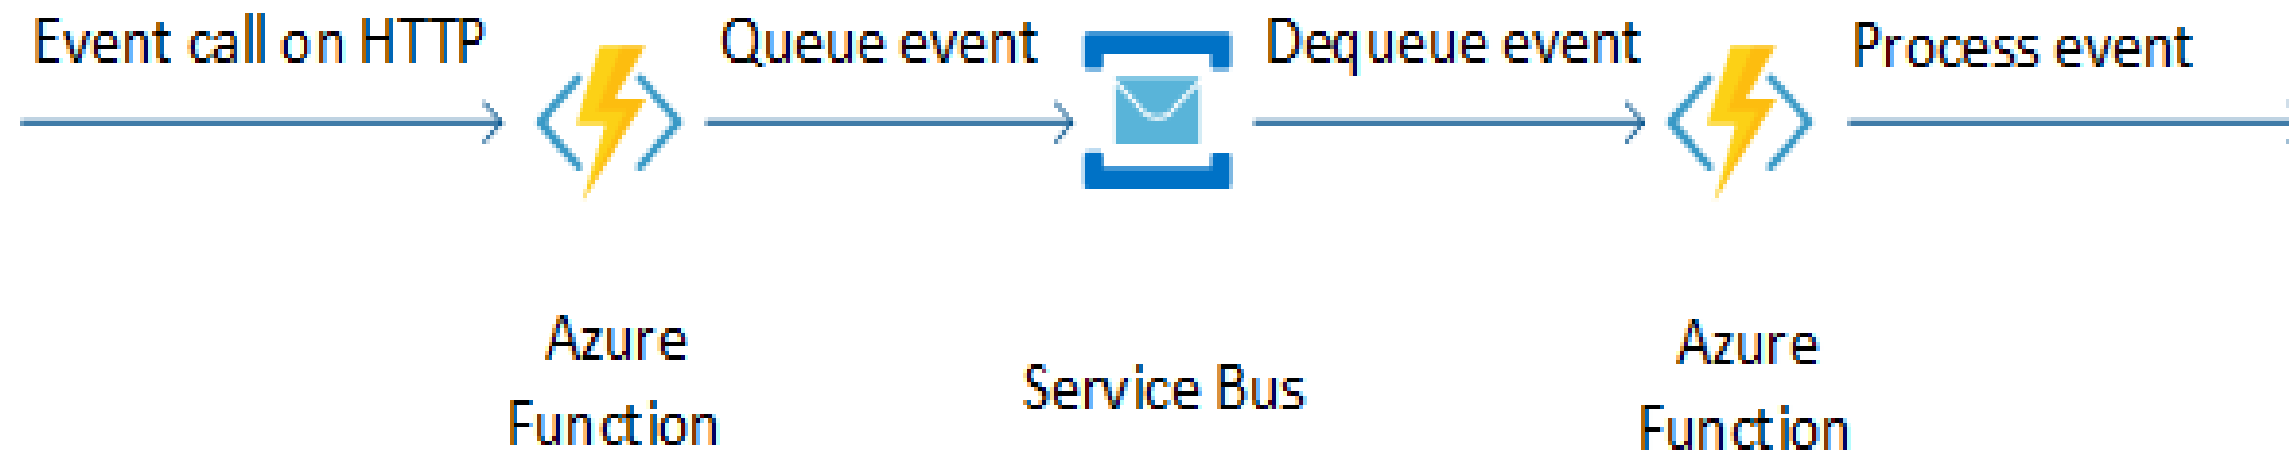 Event call on HTTP
Queue event
Dequeue event
Process event
Azure
Function
Service Bus
Azure
Function